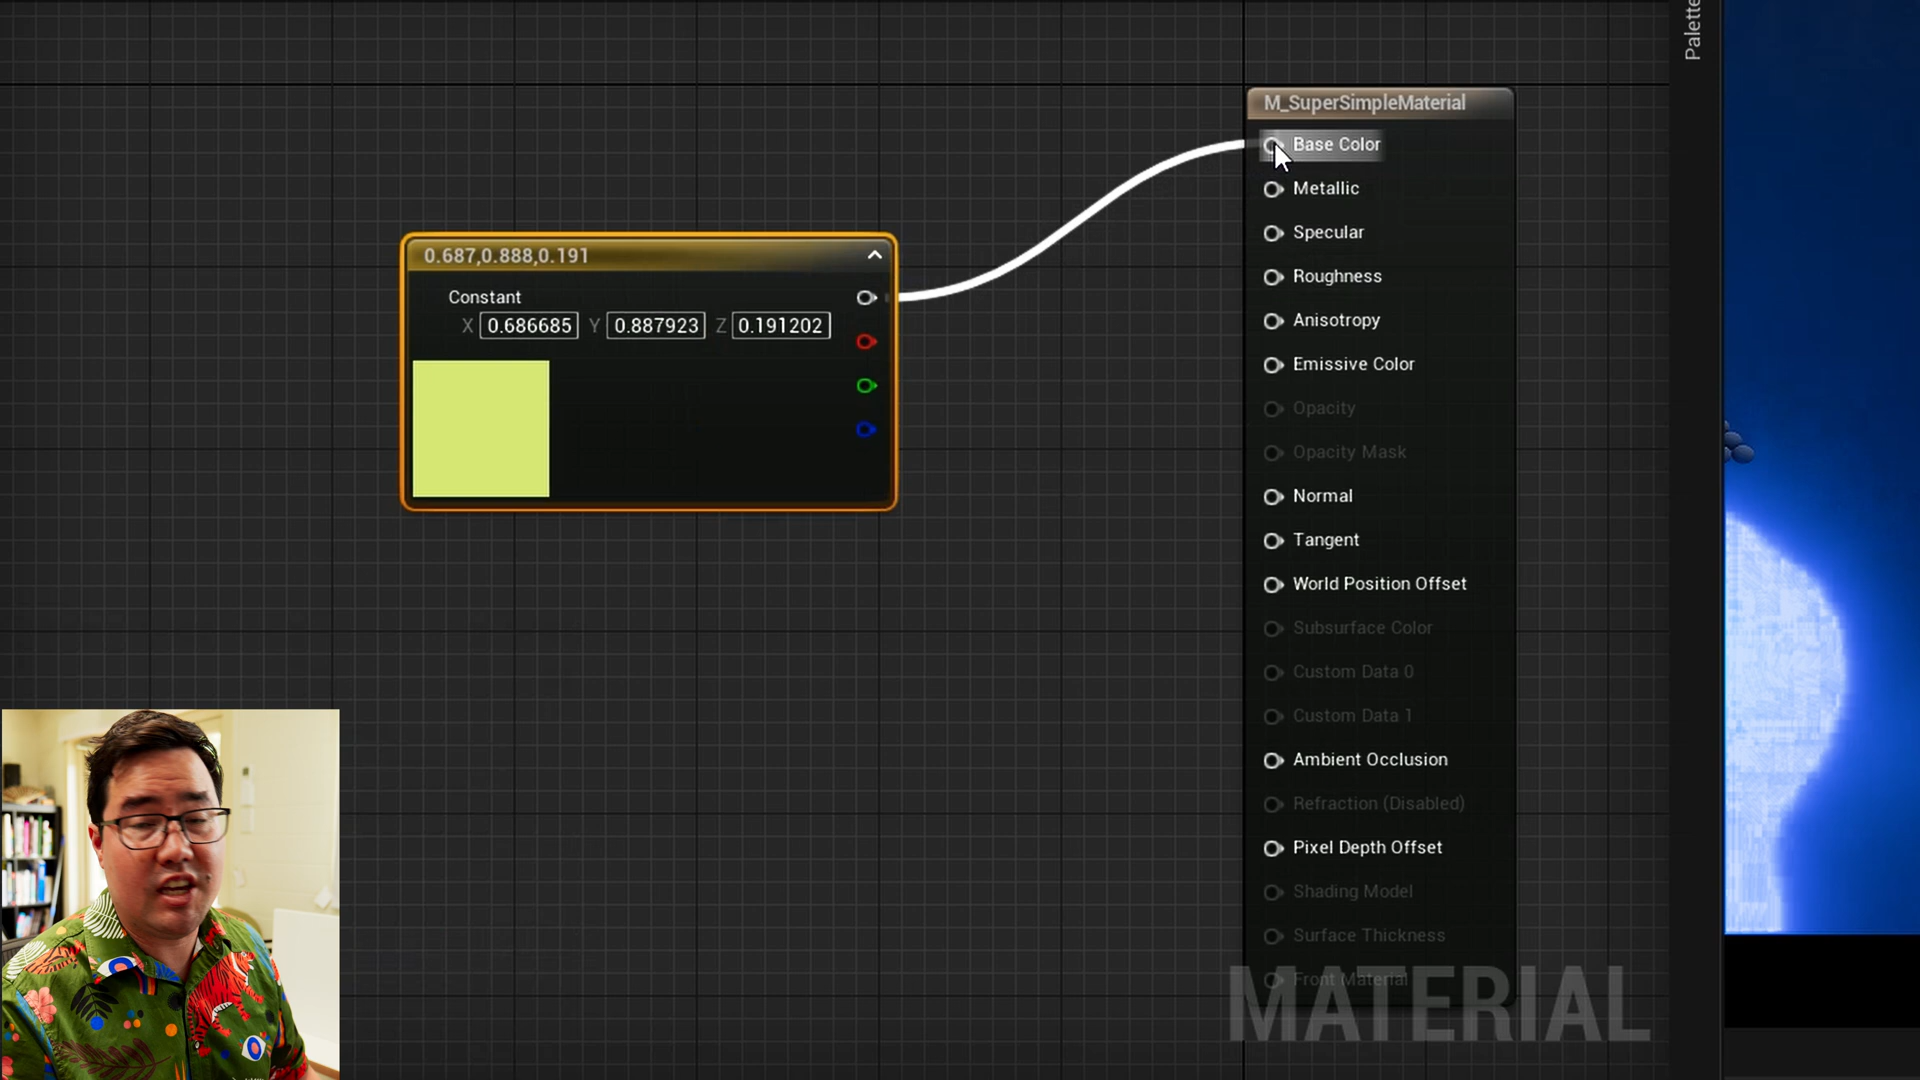 Palette
M_SuperSimpleMaterial
Base Color
Metallic
Specular
Roughness
Anisotropy
Emissive Color
Opacity
Opacity Mask
Normal
Tangent
World Position Offset
Subsurface Color
Custom Data 0
Custom Data 1
Ambient Occlusion
Refraction (Disabled)
Pixel Depth Offset
Shading Model
Surface Thickness
Front Material
0.687,0.888,0.191
Constant
X 0.686685 Y 0.887923 Z 0.191202
MATERIAL